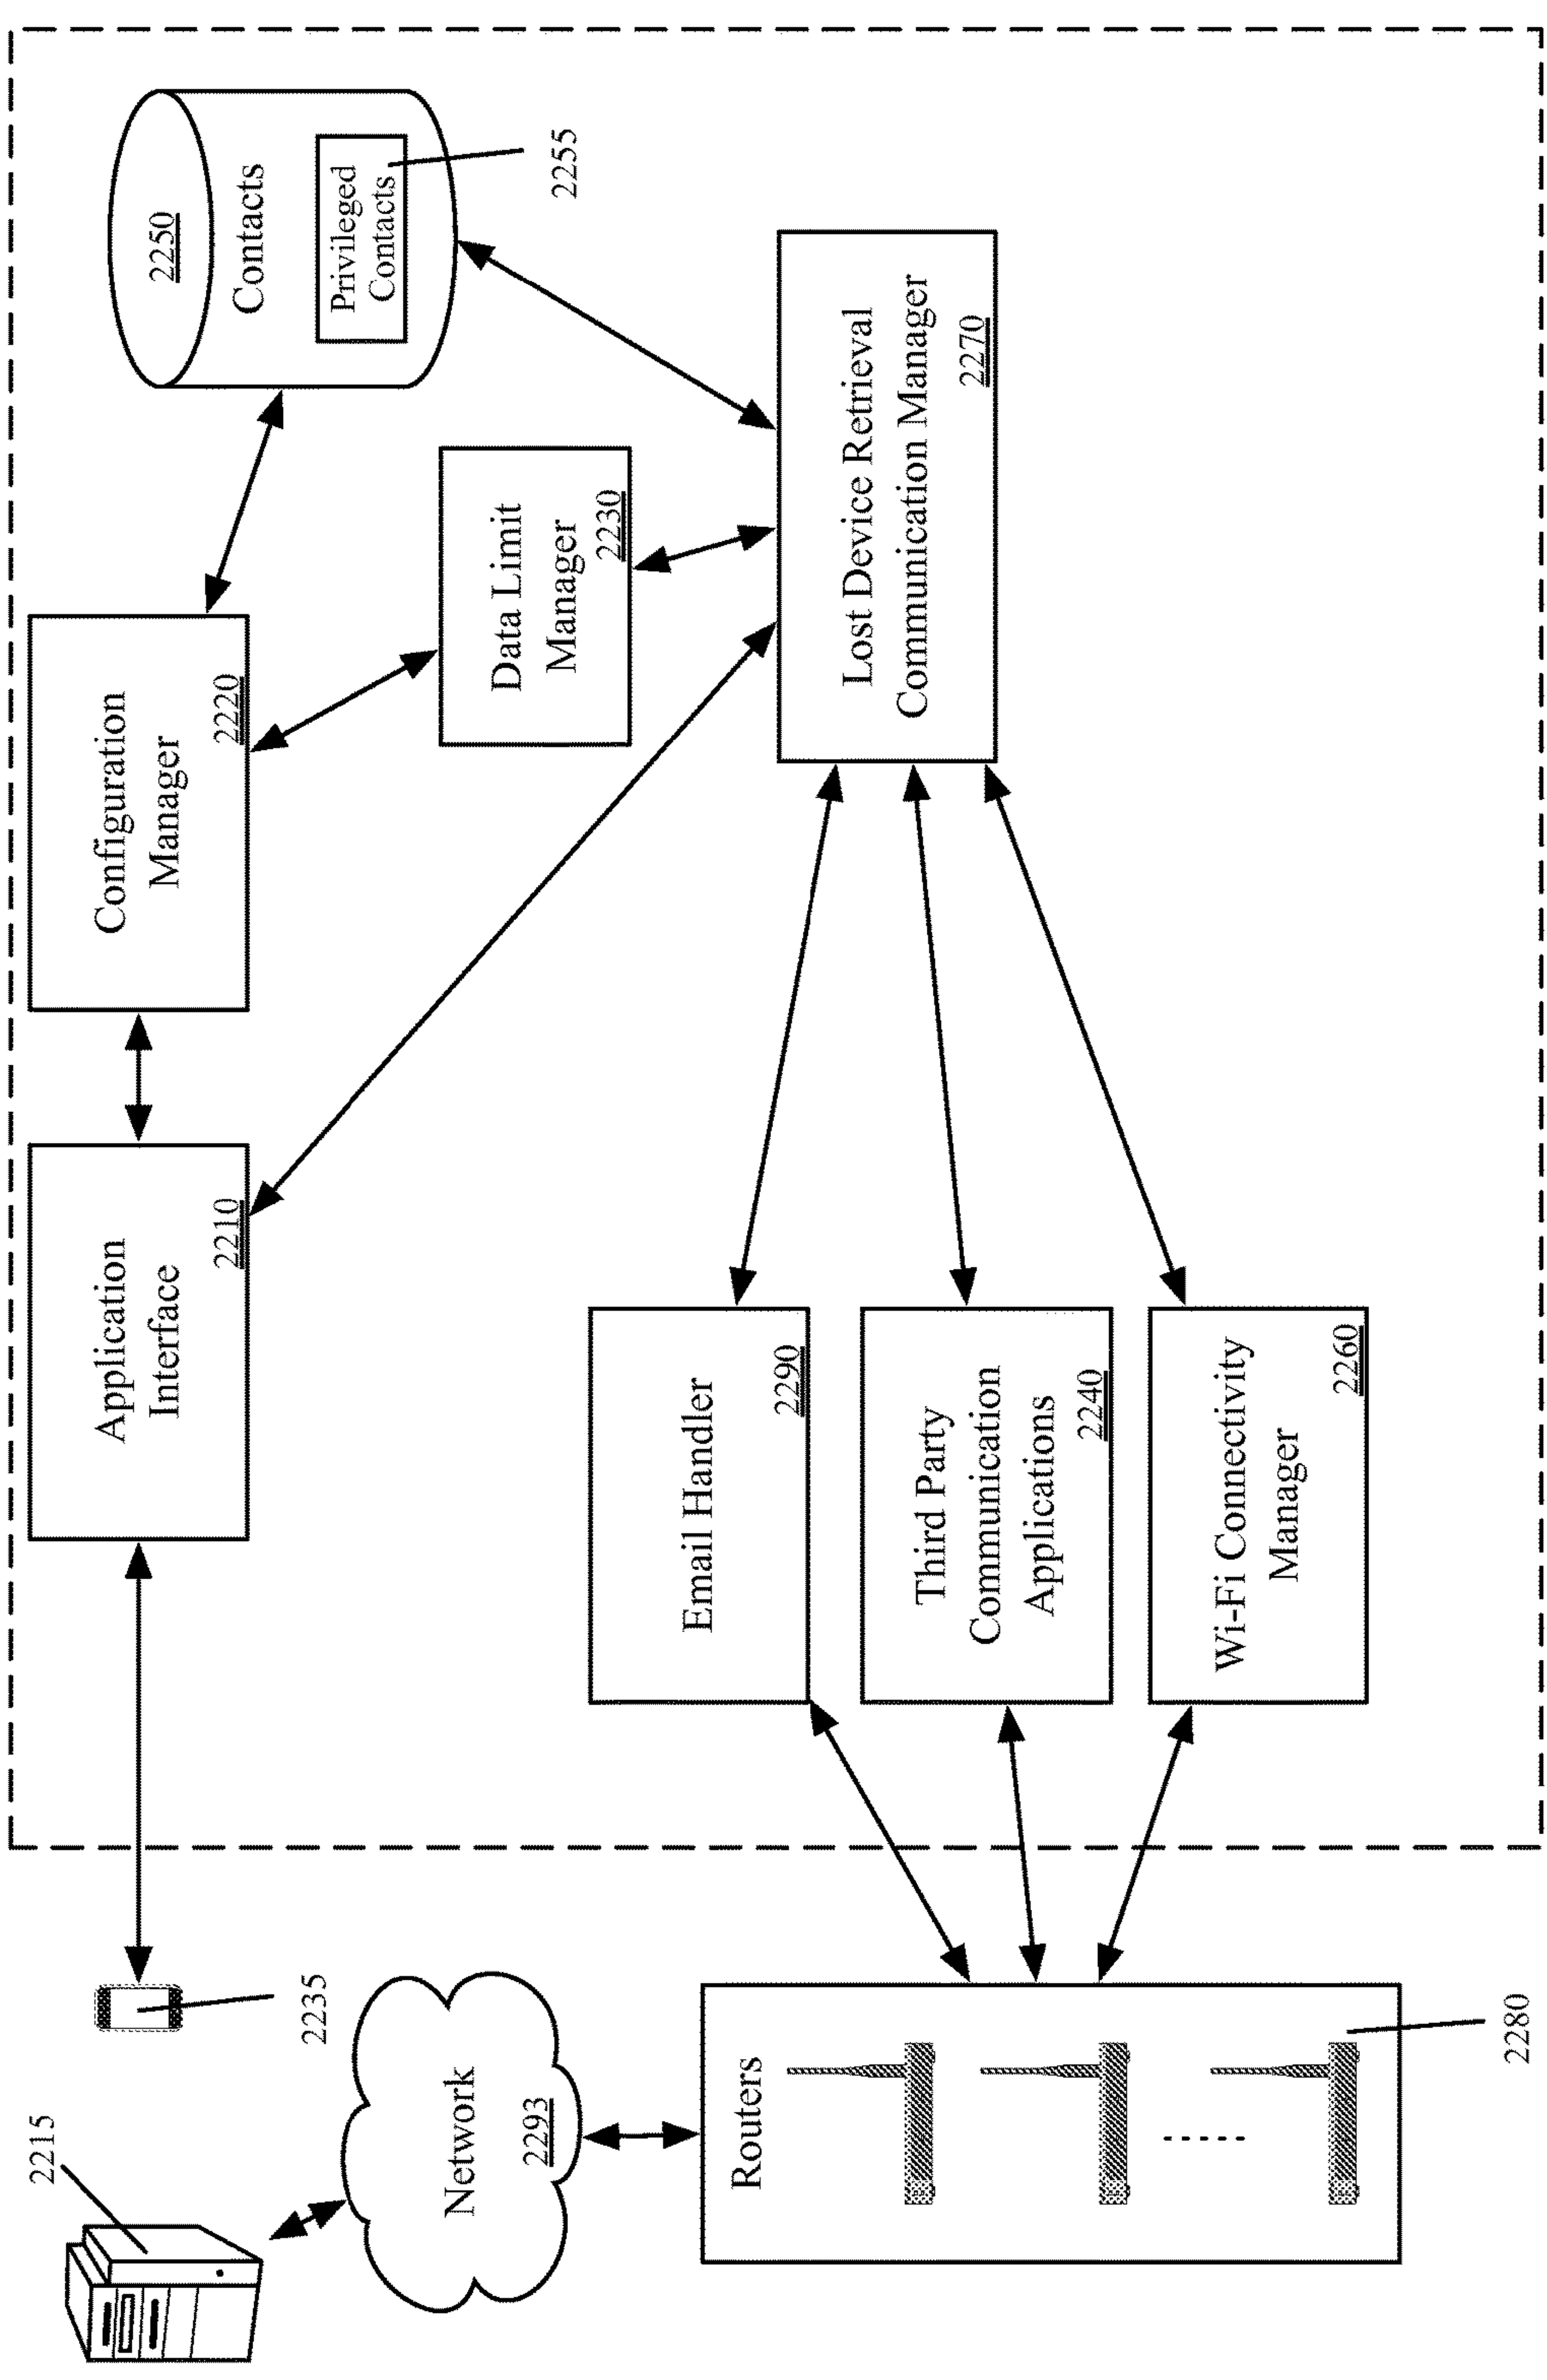 2215
2235
Application
Interface
2210
Configuration
Manager
2220
2250
Contacts
Privileged
Contacts
2255
Network
2293
Data Limit
Manager
2230
Email Handler
2290
Lost Device Retrieval
Communication Manager
2270
Routers
Third Party
Communication
Applications
2240
Wi-Fi Connectivity
Manager
2260
2280